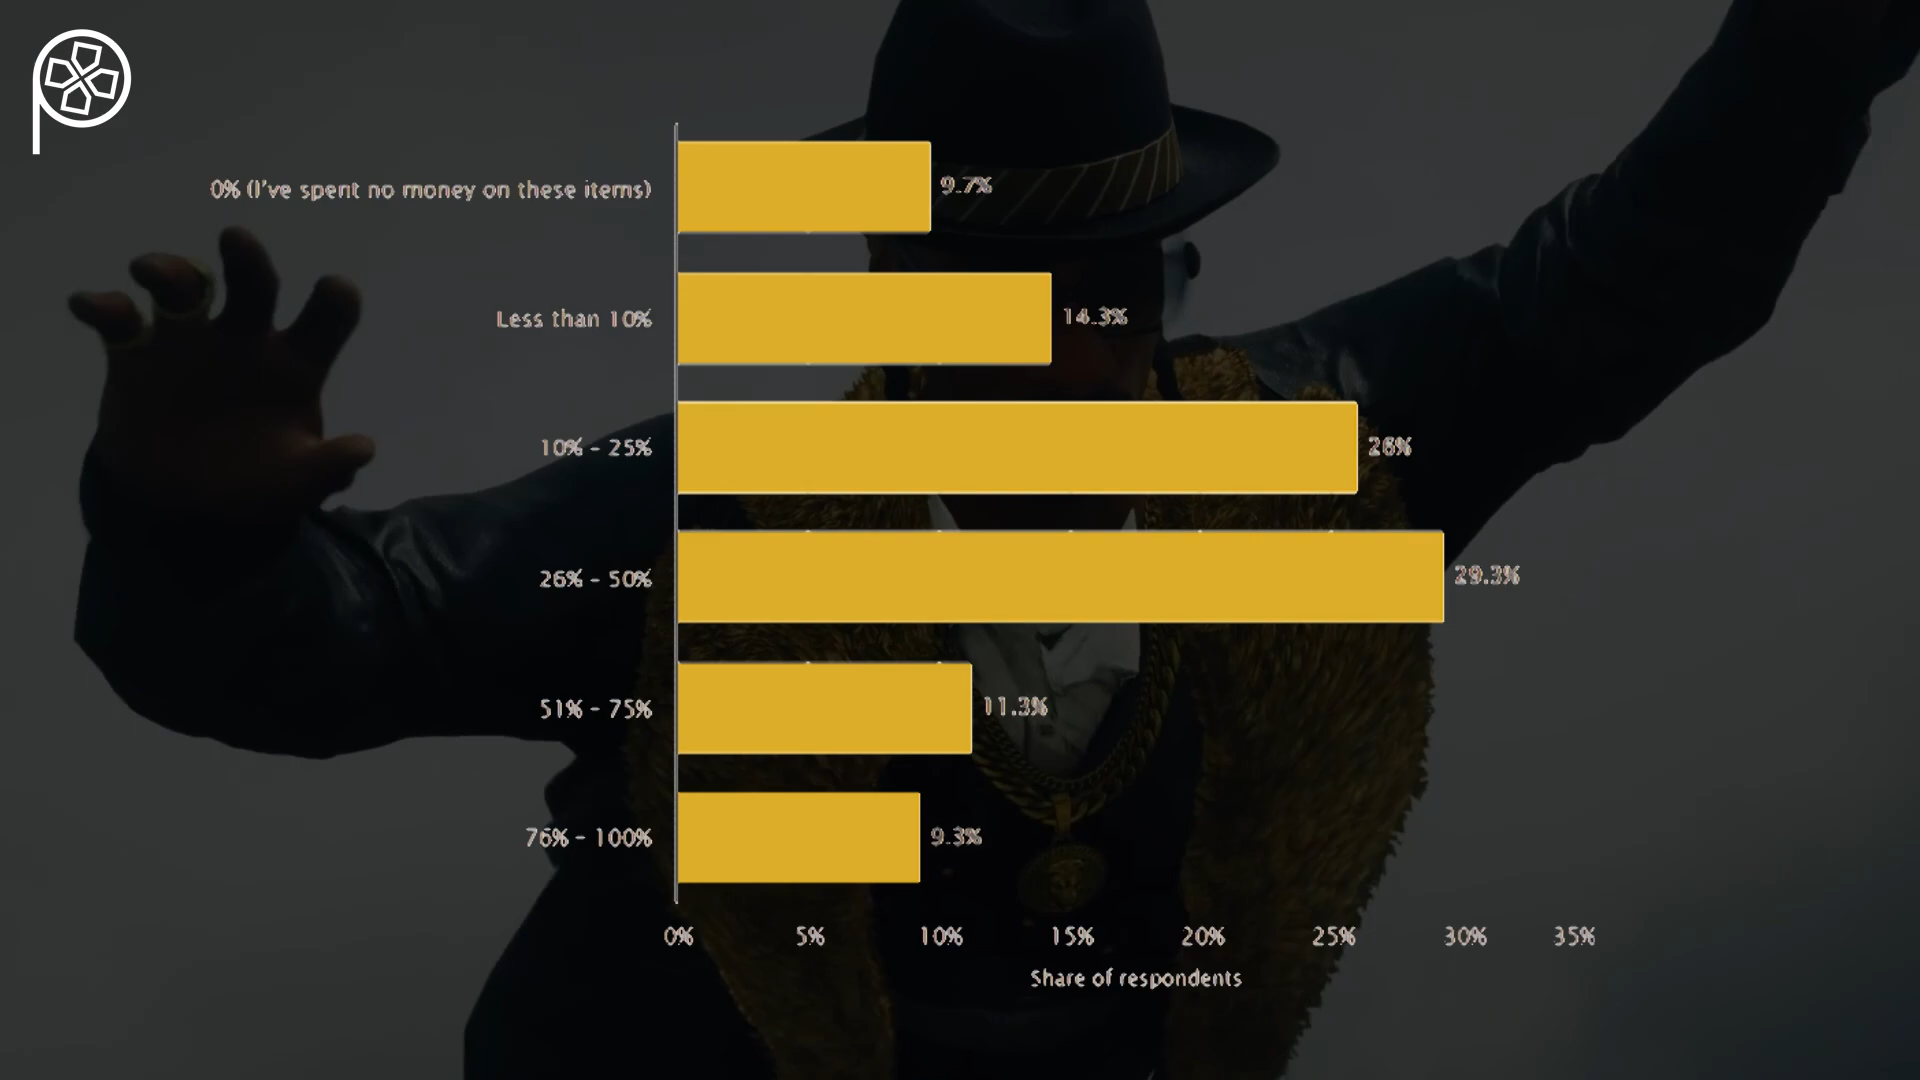 0% (I've spent no money on these items)
9.7%
Less than 10%
14.3%
10% - 25%
26%
26% - 50%
29.3%
51% - 75%
11.3%
76% - 100%
9.3%
0% 5% 10% 15% 20% 25% 30% 35%
Share of respondents